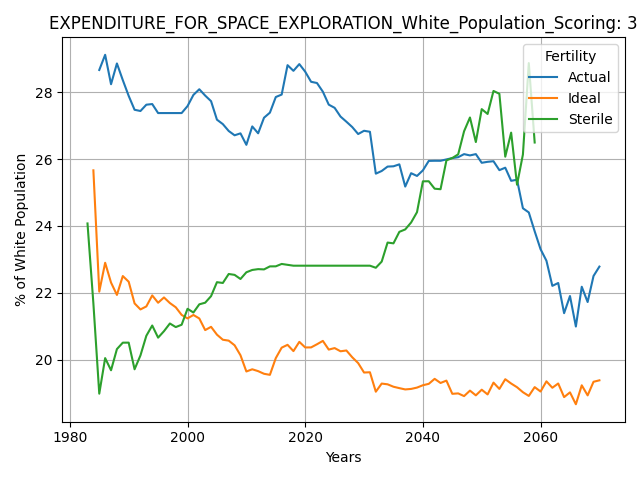 EXPENDITURE_FOR_SPACE_EXPLORATION_White_Population_Scoring: 3
Fertility
Actual
Ideal
Sterile
% of White Population
28
26
24
22
20
1980
2000
2020
2040
2060
Years